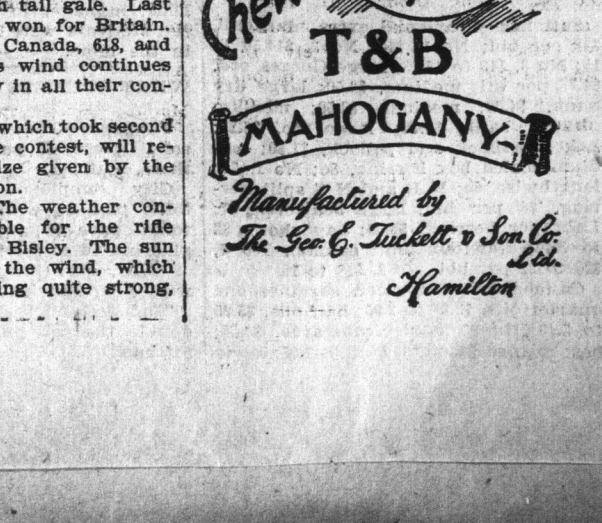 tail gale. Last
won for Britain.
Canada, 618, and
wind continues
in all their con-
which took second
contest, will re-
given by the
on.
The weather con-
ble for the rifle
Bisley. The sun
the wind, which
ing quite strong,
Chew
T & B
MAHOGANY
Manufactured by
The Geo. E. Tuckett & Son Co.
Ltd.
Hamilton